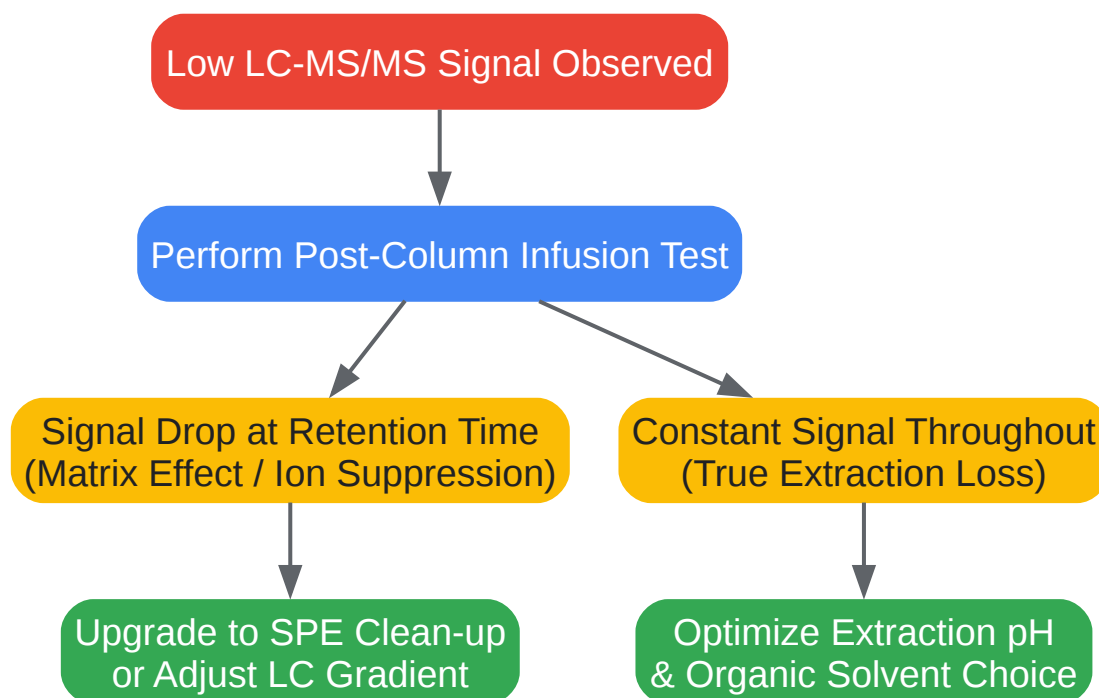 Low LC-MS/MS Signal Observed
Perform Post-Column Infusion Test
Signal Drop at Retention Time
(Matrix Effect / Ion Suppression)
Constant Signal Throughout
(True Extraction Loss)
Upgrade to SPE Clean-up
or Adjust LC Gradient
Optimize Extraction pH
& Organic Solvent Choice